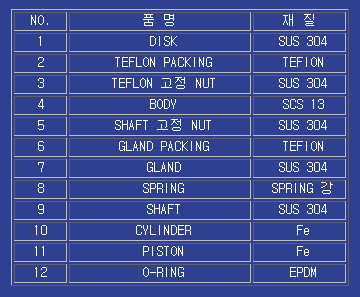 NO. 품 명 재 질
1 DISK SUS 304
2 TEFLON PACKING TEFION
3 TEFLON 고정 NUT SUS 304
4 BODY SCS 13
5 SHAFT 고정 NUT SUS 304
6 GLAND PACKING TEFION
7 GLAND SUS 304
8 SPRING SPRING 강
9 SHAFT SUS 304
10 CYLINDER Fe
11 PISTON Fe
12 O-RING EPDM